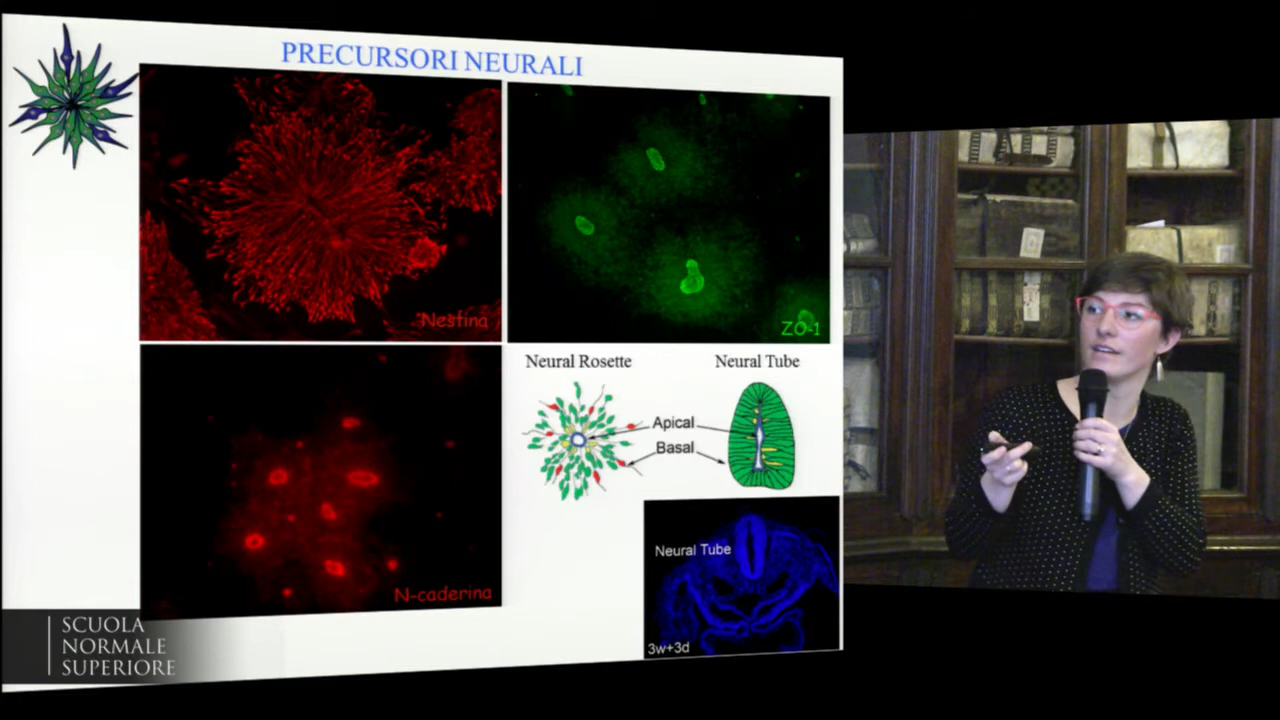 PRECURSORI NEURALI
Nestina
ZO-1
N-caderina
Neural Rosette
Neural Tube
Apical
Basal
Neural Tube
3w+3d
SCUOLA
NORMALE
SUPERIORE